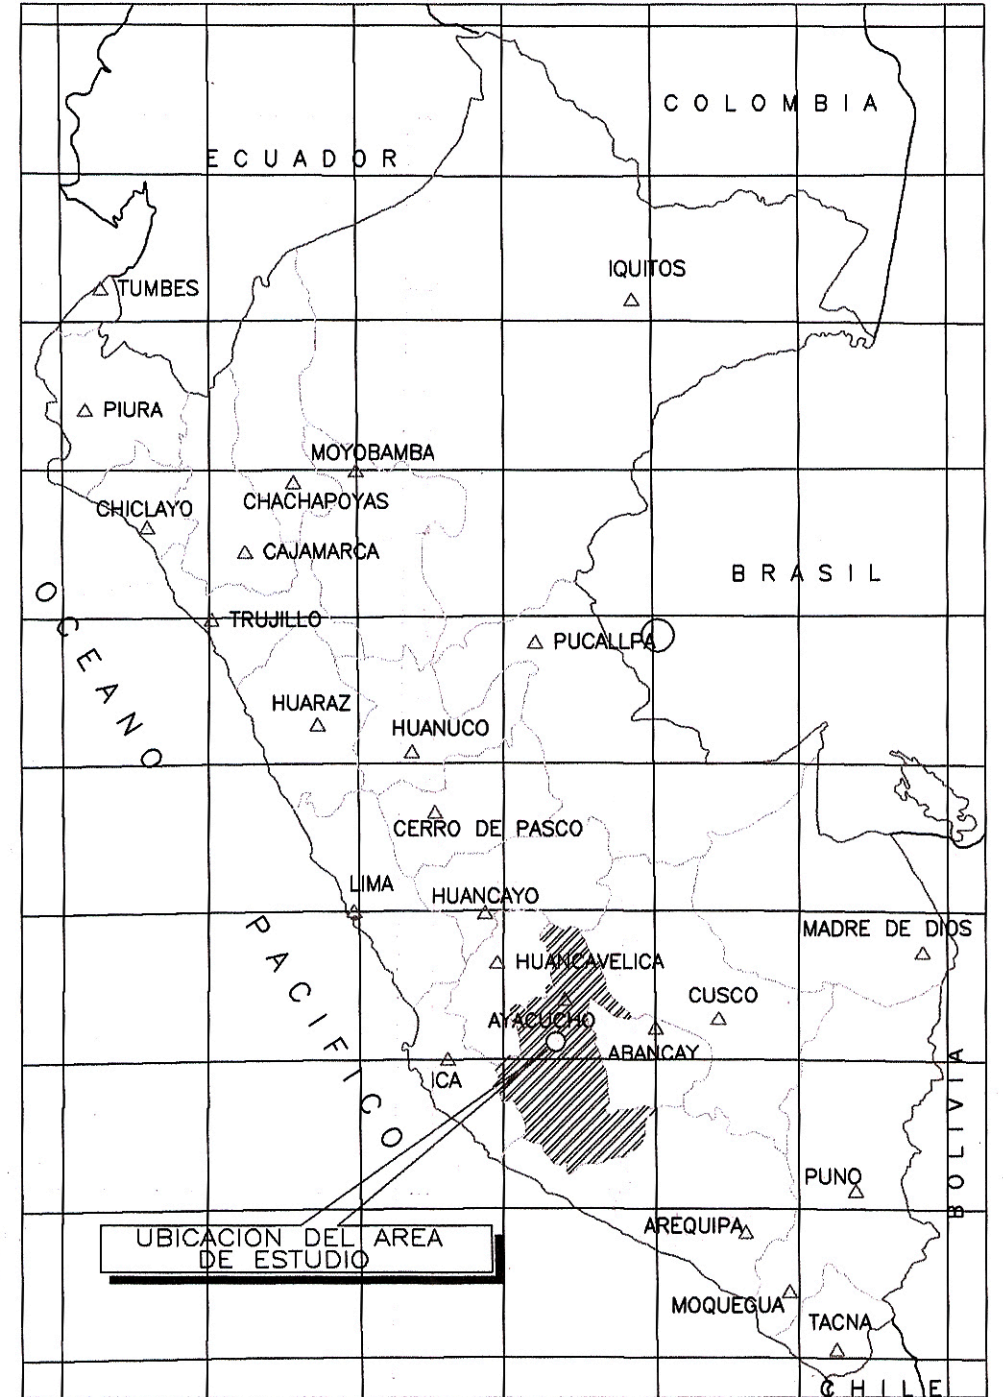 COLOMBIA
ECUADOR
IQUITOS
TUMBES
PIURA
MOYOBAMBA
CHACHAPOYAS
CHICLAYO
CAJAMARCA
BRASIL
OCEANO
TRUJILLO
PUCALLPA
HUARAZ
HUANUCO
CERRO DE PASCO
LIMA
HUANCAYO
PACIFICO
MADRE DE DIOS
HUANCAVELICA
CUSCO
AYACUCHO
ABANCAY
ICA
BOLIVIA
PUNO
AREQUIPA
UBICACION DEL AREA
DE ESTUDIO
MOQUEGUA
TACNA
CHILE